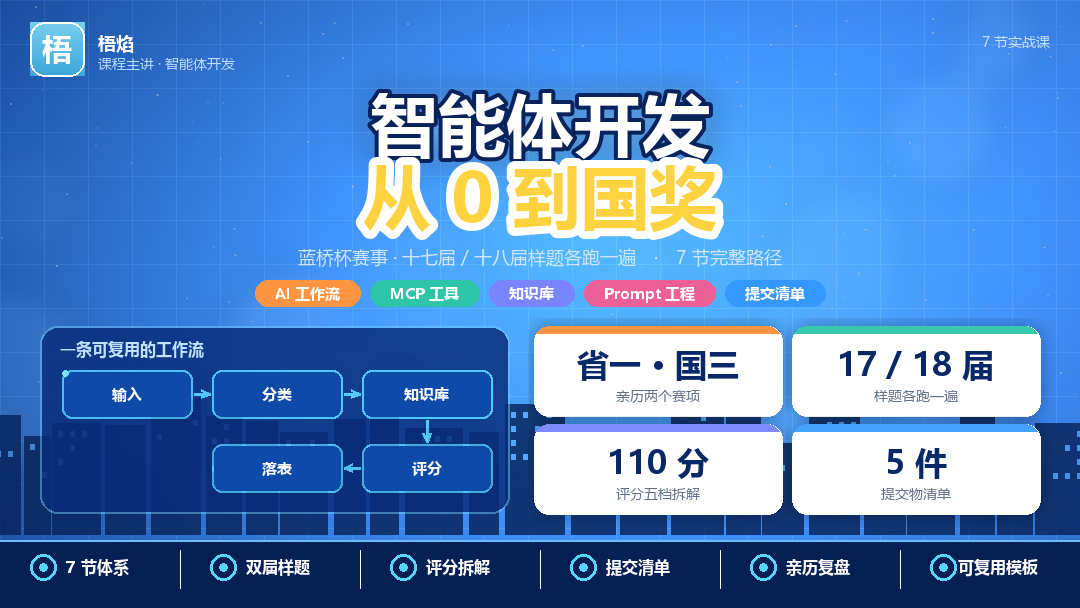 梧
梧焰
课程主讲 · 智能体开发
7 节实战课
智能体开发
从 0 到国奖
蓝桥杯赛事 · 十七届 / 十八届样题各跑一遍 · 7 节完整路径
AI 工作流
MCP 工具
知识库
Prompt 工程
提交清单
一条可复用的工作流
输入
分类
知识库
落表
评分
省一 · 国三
亲历两个赛项
17 / 18 届
样题各跑一遍
110 分
评分五档拆解
5 件
提交物清单
7 节体系
双届样题
评分拆解
提交清单
亲历复盘
可复用模板